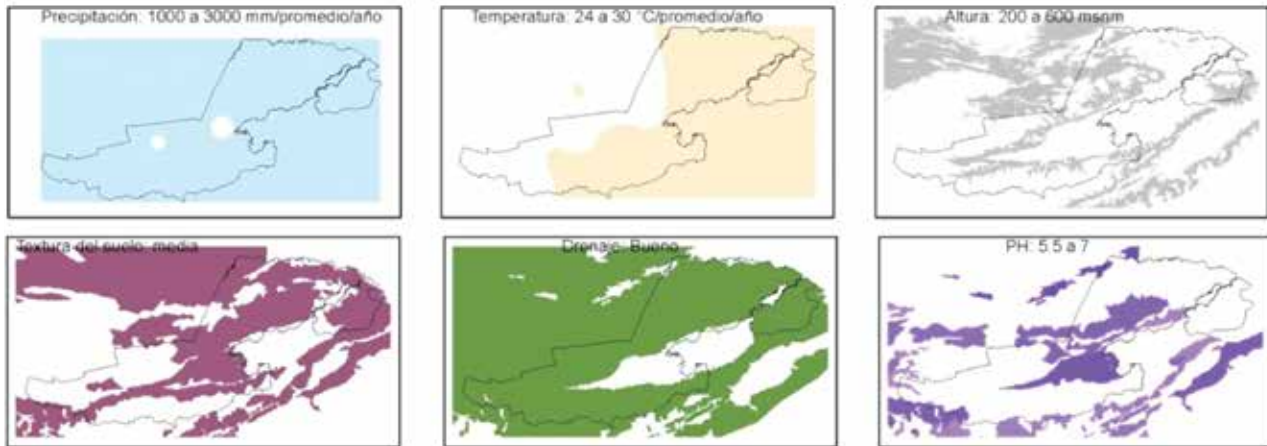 Precipitación: 1000 a 3000 mm/promedio/año
Temperatura: 24 a 30 °C/promedio/año
Altura: 200 a 600 msnm
Textura del suelo: media
Drenaje: Bueno
PH: 5.5 a 7